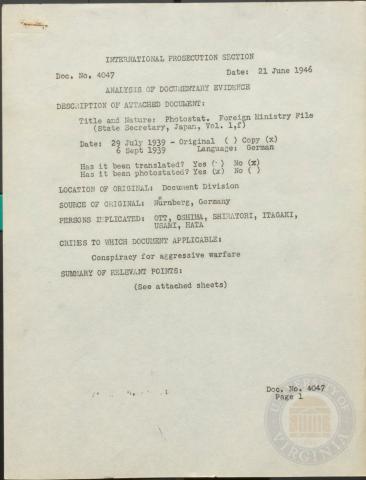 INTERNATIONAL PROSECUTION SECTION
Doc. No. 4047 Date: 21 June 1946
ANALYSIS OF DOCUMENTARY EVIDENCE
DESCRIPTION OF ATTACHED DOCUMENT:
Title and Nature: Photostat. Foreign Ministry File
(State Secretary, Japan, Vol. 1,f)
Date: 29 July 1939 - Original ( ) Copy (x)
6 Sept 1939 Language: German
Has it been translated? Yes ( ) No (x)
Has it been photostated? Yes (x) No ( )
LOCATION OF ORIGINAL: Document Division
SOURCE OF ORIGINAL: Nürnberg, Germany
PERSONS IMPLICATED: OTT, OSHIMA, SHIRATORI, ITAGAKI,
USAMI, HATA
CRIMES TO WHICH DOCUMENT APPLICABLE:
Conspiracy for aggressive warfare
SUMMARY OF RELEVANT POINTS:
(See attached sheets)
Doc. No. 4047
Page 1
UNIVERSITY OF VIRGINIA